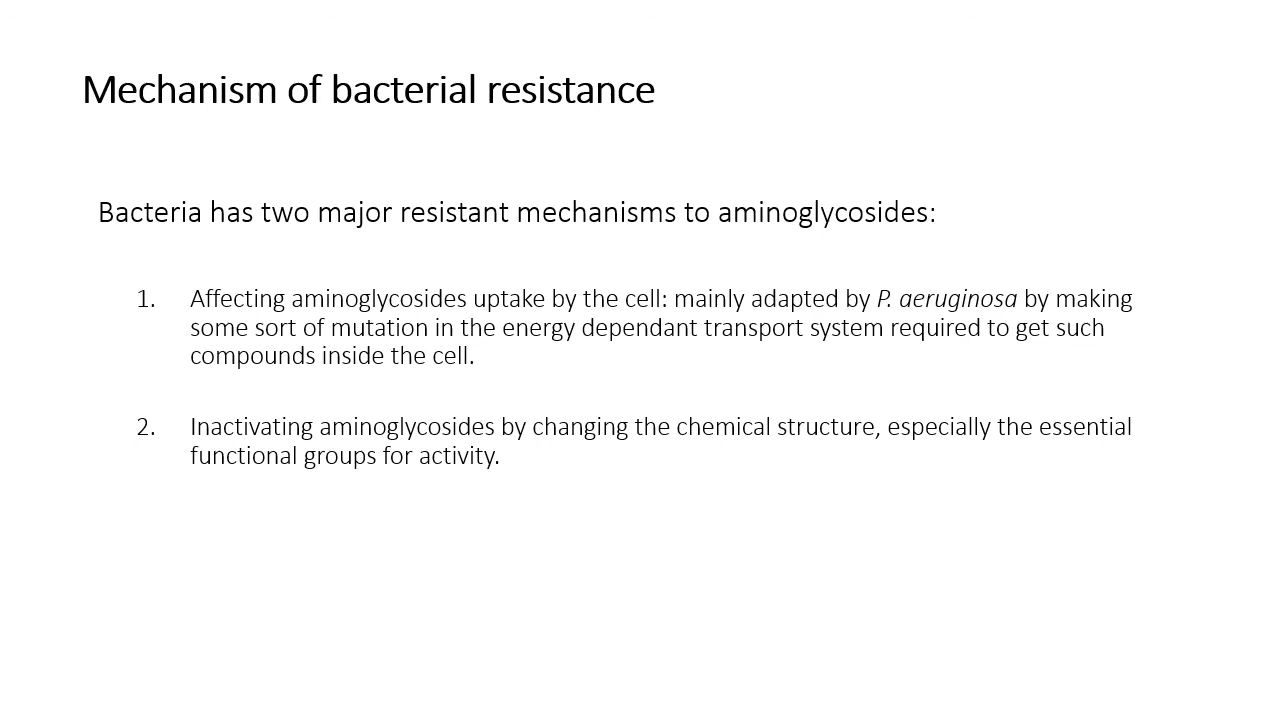 Mechanism of bacterial resistance
Bacteria has two major resistant mechanisms to aminoglycosides:
1. Affecting aminoglycosides uptake by the cell: mainly adapted by P. aeruginosa by making
some sort of mutation in the energy dependant transport system required to get such
compounds inside the cell.
2. Inactivating aminoglycosides by changing the chemical structure, especially the essential
functional groups for activity.